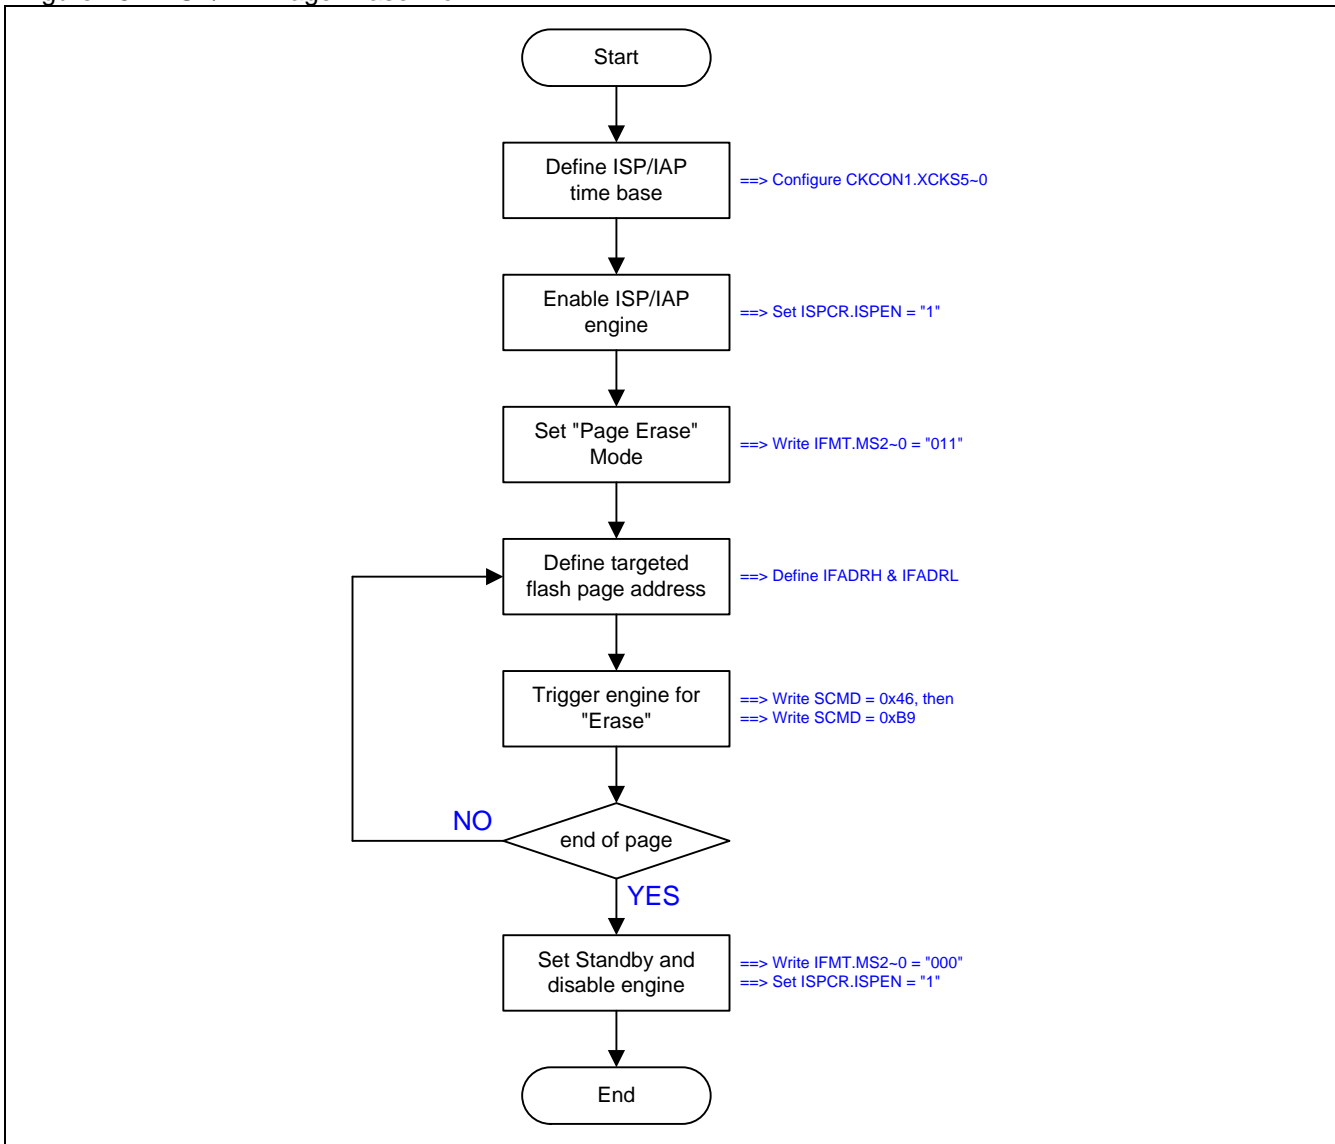 Start
Define ISP/IAP
time base
==> Configure CKCON1.XCKS5~0
Enable ISP/IAP
engine
==> Set ISPCR.ISPEN = "1"
Set "Page Erase"
Mode
==> Write IFMT.MS2~0 = "011"
Define targeted
flash page address
==> Define IFADRH & IFADRL
Trigger engine for
"Erase"
==> Write SCMD = 0x46, then
==> Write SCMD = 0xB9
NO
end of page
YES
Set Standby and
disable engine
==> Write IFMT.MS2~0 = "000"
==> Set ISPCR.ISPEN = "1"
End